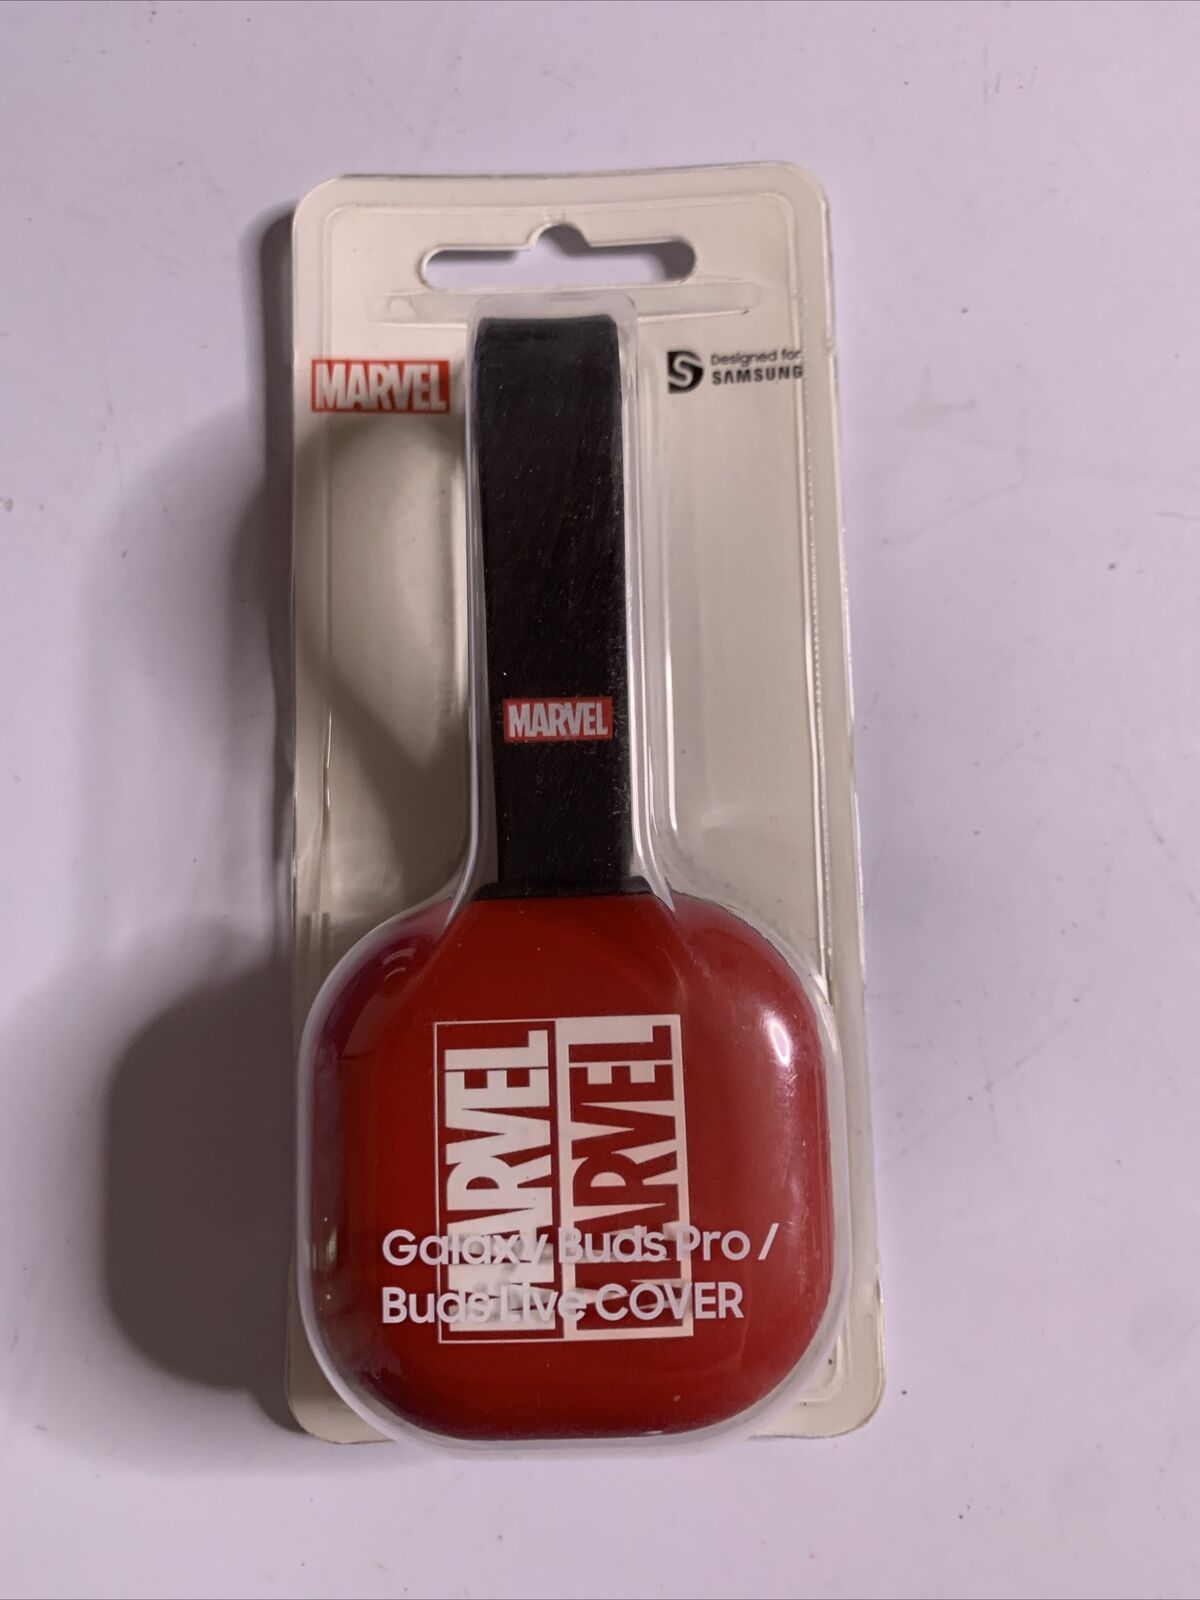 MARVEL
Designed for
SAMSUNG
MARVEL
MARVEL
MARVEL
Galaxy Buds Pro /
Buds Live COVER